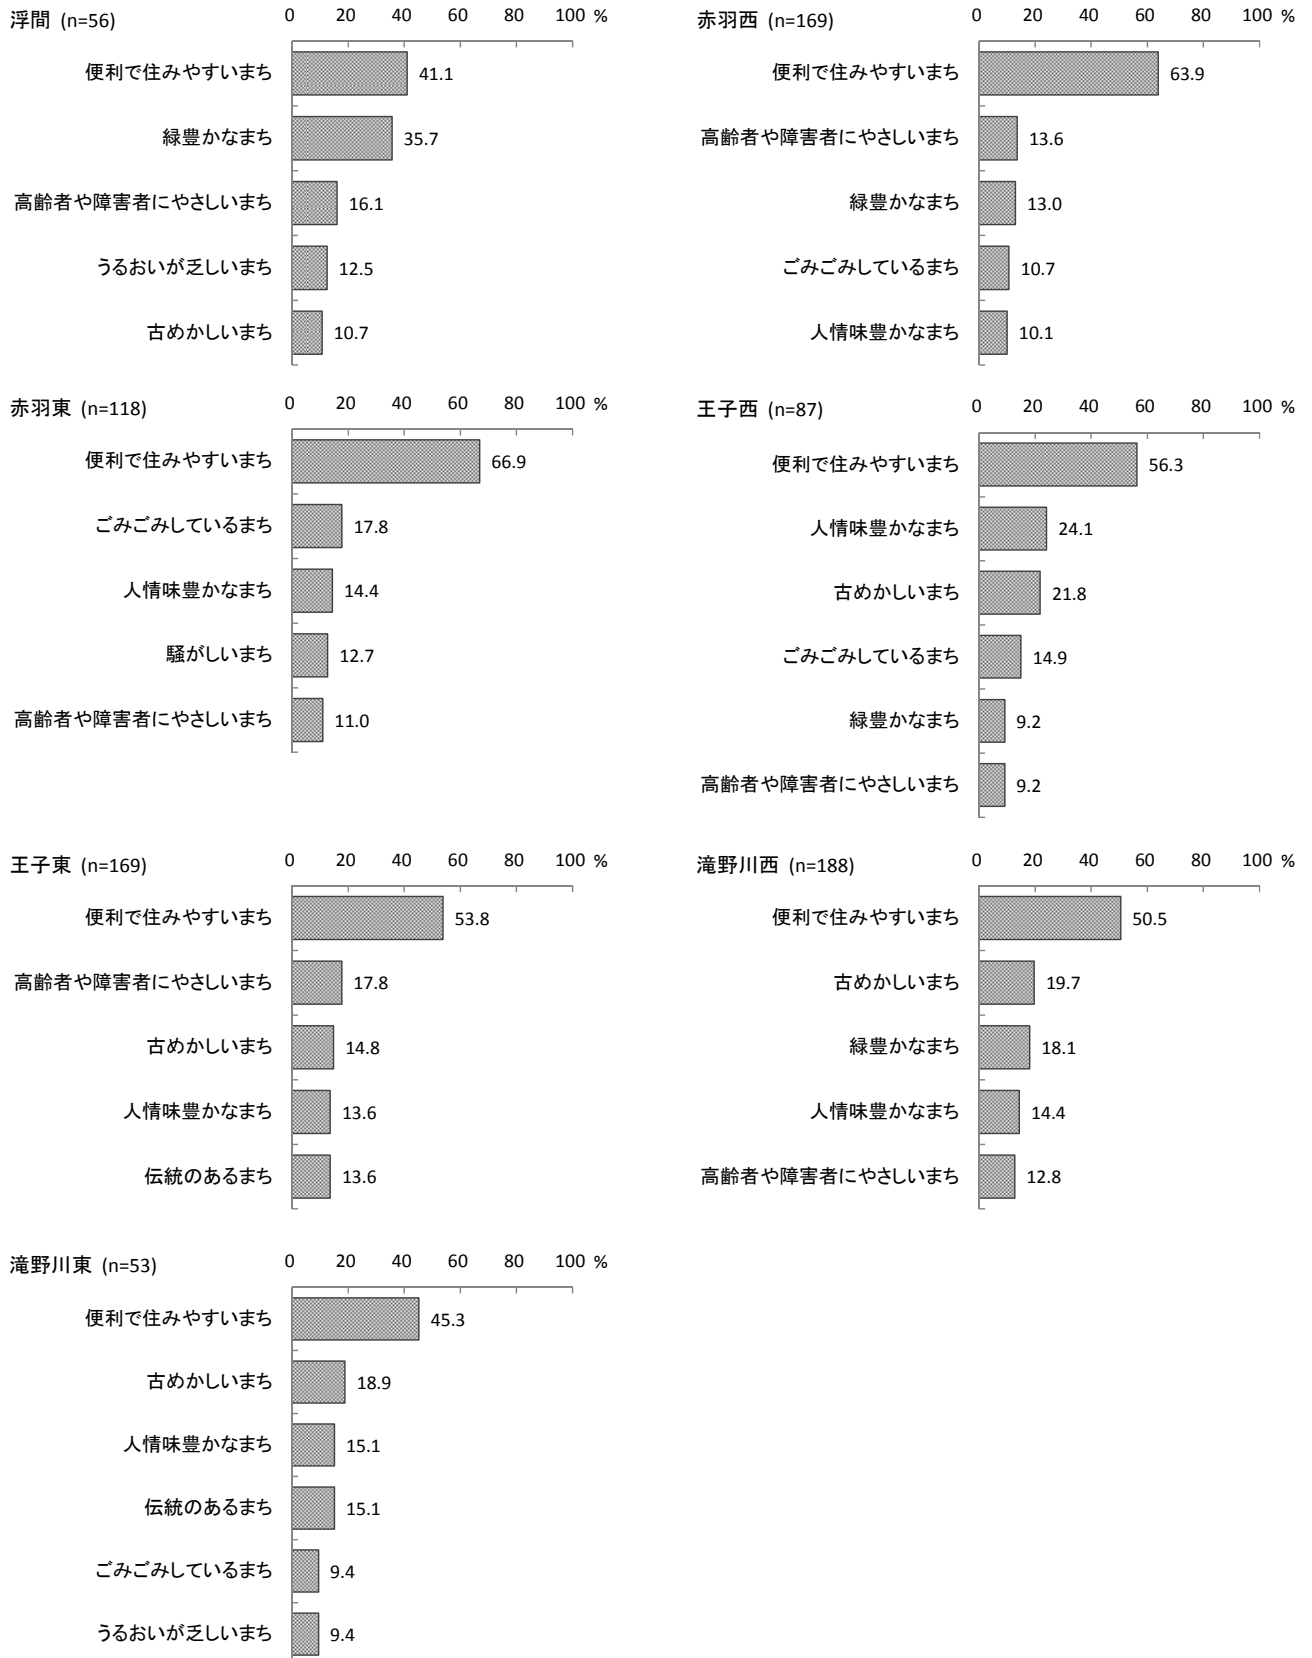 浮間 (n=56)
0 20 40 60 80 100 %
便利で住みやすいまち 41.1
緑豊かなまち 35.7
高齢者や障害者にやさしいまち 16.1
うるおいが乏しいまち 12.5
古めかしいまち 10.7
赤羽西 (n=169)
0 20 40 60 80 100 %
便利で住みやすいまち 63.9
高齢者や障害者にやさしいまち 13.6
緑豊かなまち 13.0
ごみごみしているまち 10.7
人情味豊かなまち 10.1
赤羽東 (n=118)
0 20 40 60 80 100 %
便利で住みやすいまち 66.9
ごみごみしているまち 17.8
人情味豊かなまち 14.4
騒がしいまち 12.7
高齢者や障害者にやさしいまち 11.0
王子西 (n=87)
0 20 40 60 80 100 %
便利で住みやすいまち 56.3
人情味豊かなまち 24.1
古めかしいまち 21.8
ごみごみしているまち 14.9
緑豊かなまち 9.2
高齢者や障害者にやさしいまち 9.2
王子東 (n=169)
0 20 40 60 80 100 %
便利で住みやすいまち 53.8
高齢者や障害者にやさしいまち 17.8
古めかしいまち 14.8
人情味豊かなまち 13.6
伝統のあるまち 13.6
滝野川西 (n=188)
0 20 40 60 80 100 %
便利で住みやすいまち 50.5
古めかしいまち 19.7
緑豊かなまち 18.1
人情味豊かなまち 14.4
高齢者や障害者にやさしいまち 12.8
滝野川東 (n=53)
0 20 40 60 80 100 %
便利で住みやすいまち 45.3
古めかしいまち 18.9
人情味豊かなまち 15.1
伝統のあるまち 15.1
ごみごみしているまち 9.4
うるおいが乏しいまち 9.4